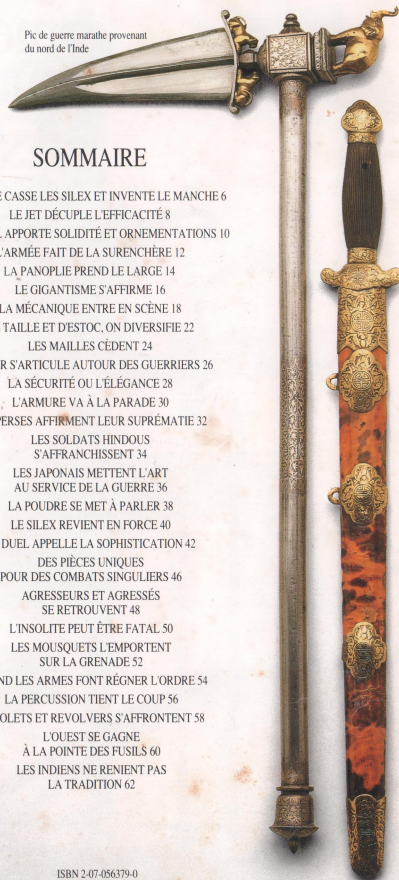 Pic de guerre marathe provenant
du nord de l'Inde
SOMMAIRE
CASSE LES SILEX ET INVENTE LE MANCHE 6
LE JET DÉCUPLE L'EFFICACITÉ 8
APPORTE SOLIDITÉ ET ORNEMENTATIONS 10
L'ARMÉE FAIT DE LA SURENCHÈRE 12
LA PANOPLIE PREND LE LARGE 14
LE GIGANTISME S'AFFIRME 16
LA MÉCANIQUE ENTRE EN SCÈNE 18
TAILLE ET D'ESTOC, ON DIVERSIFIE 22
LES MAILLES CÈDENT 24
S'ARTICULE AUTOUR DES GUERRIERS 26
LA SÉCURITÉ OU L'ÉLÉGANCE 28
L'ARMURE VA À LA PARADE 30
PERSES AFFIRMENT LEUR SUPRÉMATIE 32
LES SOLDATS HINDOUS
S'AFFRANCHISSENT 34
LES JAPONAIS METTENT L'ART
AU SERVICE DE LA GUERRE 36
LA POUDRE SE MET À PARLER 38
LE SILEX REVIENT EN FORCE 40
DUEL APPELLE LA SOPHISTICATION 42
DES PIÈCES UNIQUES
POUR DES COMBATS SINGULIERS 46
AGRESSEURS ET AGRESSÉS
SE RETROUVENT 48
L'INSOLITE PEUT ÊTRE FATAL 50
LES MOUSQUETS L'EMPORTENT
SUR LA GRENADE 52
ND LES ARMES FONT RÉGNER L'ORDRE 54
LA PERCUSSION TIENT LE COUP 56
OLETS ET REVOLVERS S'AFFRONTENT 58
L'OUEST SE GAGNE
À LA POINTE DES FUSILS 60
LES INDIENS NE RENIENT PAS
LA TRADITION 62
ISBN 2-07-056379-0